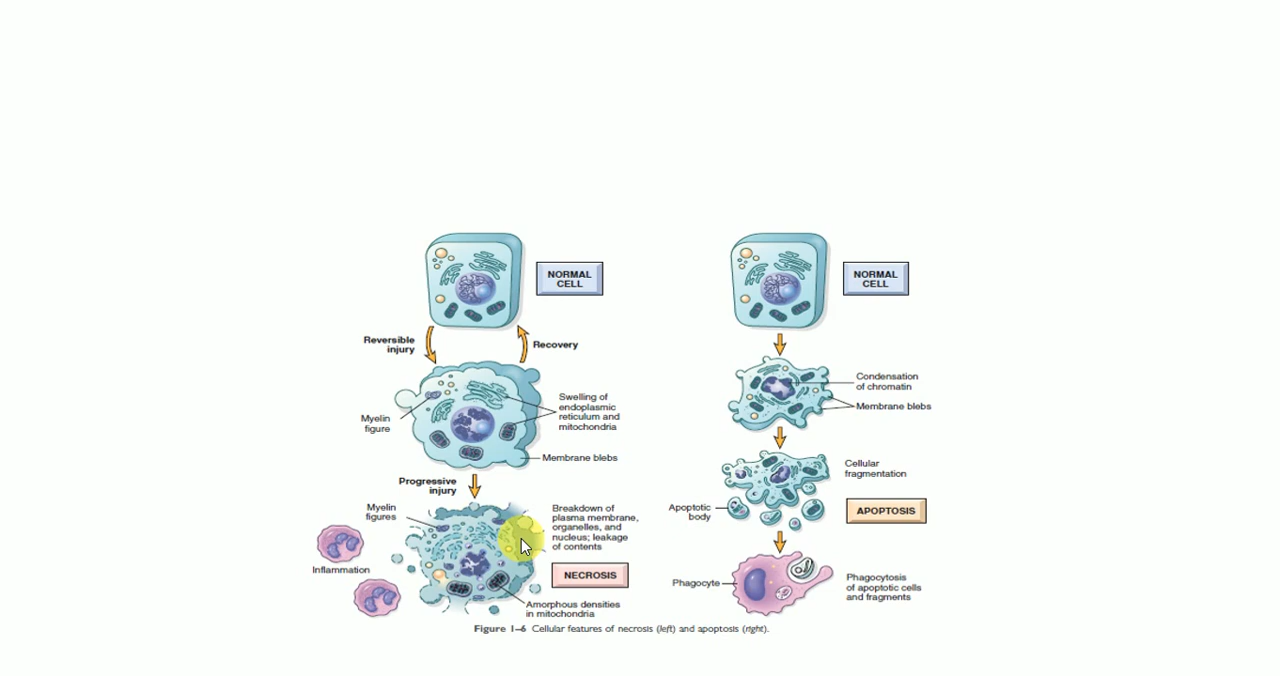 NORMAL
CELL
Reversible
injury
Recovery
Myelin
figure
Swelling of
endoplasmic
reticulum and
mitochondria
Membrane blebs
Progressive
injury
Myelin
figures
Breakdown of
plasma membrane,
organelles, and
nucleus; leakage
of contents
Inflammation
NECROSIS
Amorphous densities
in mitochondria
NORMAL
CELL
Condensation
of chromatin
Membrane blebs
Cellular
fragmentation
Apoptotic
body
APOPTOSIS
Phagocyte
Phagocytosis
of apoptotic cells
and fragments
Figure 1–6 Cellular features of necrosis (left) and apoptosis (right).